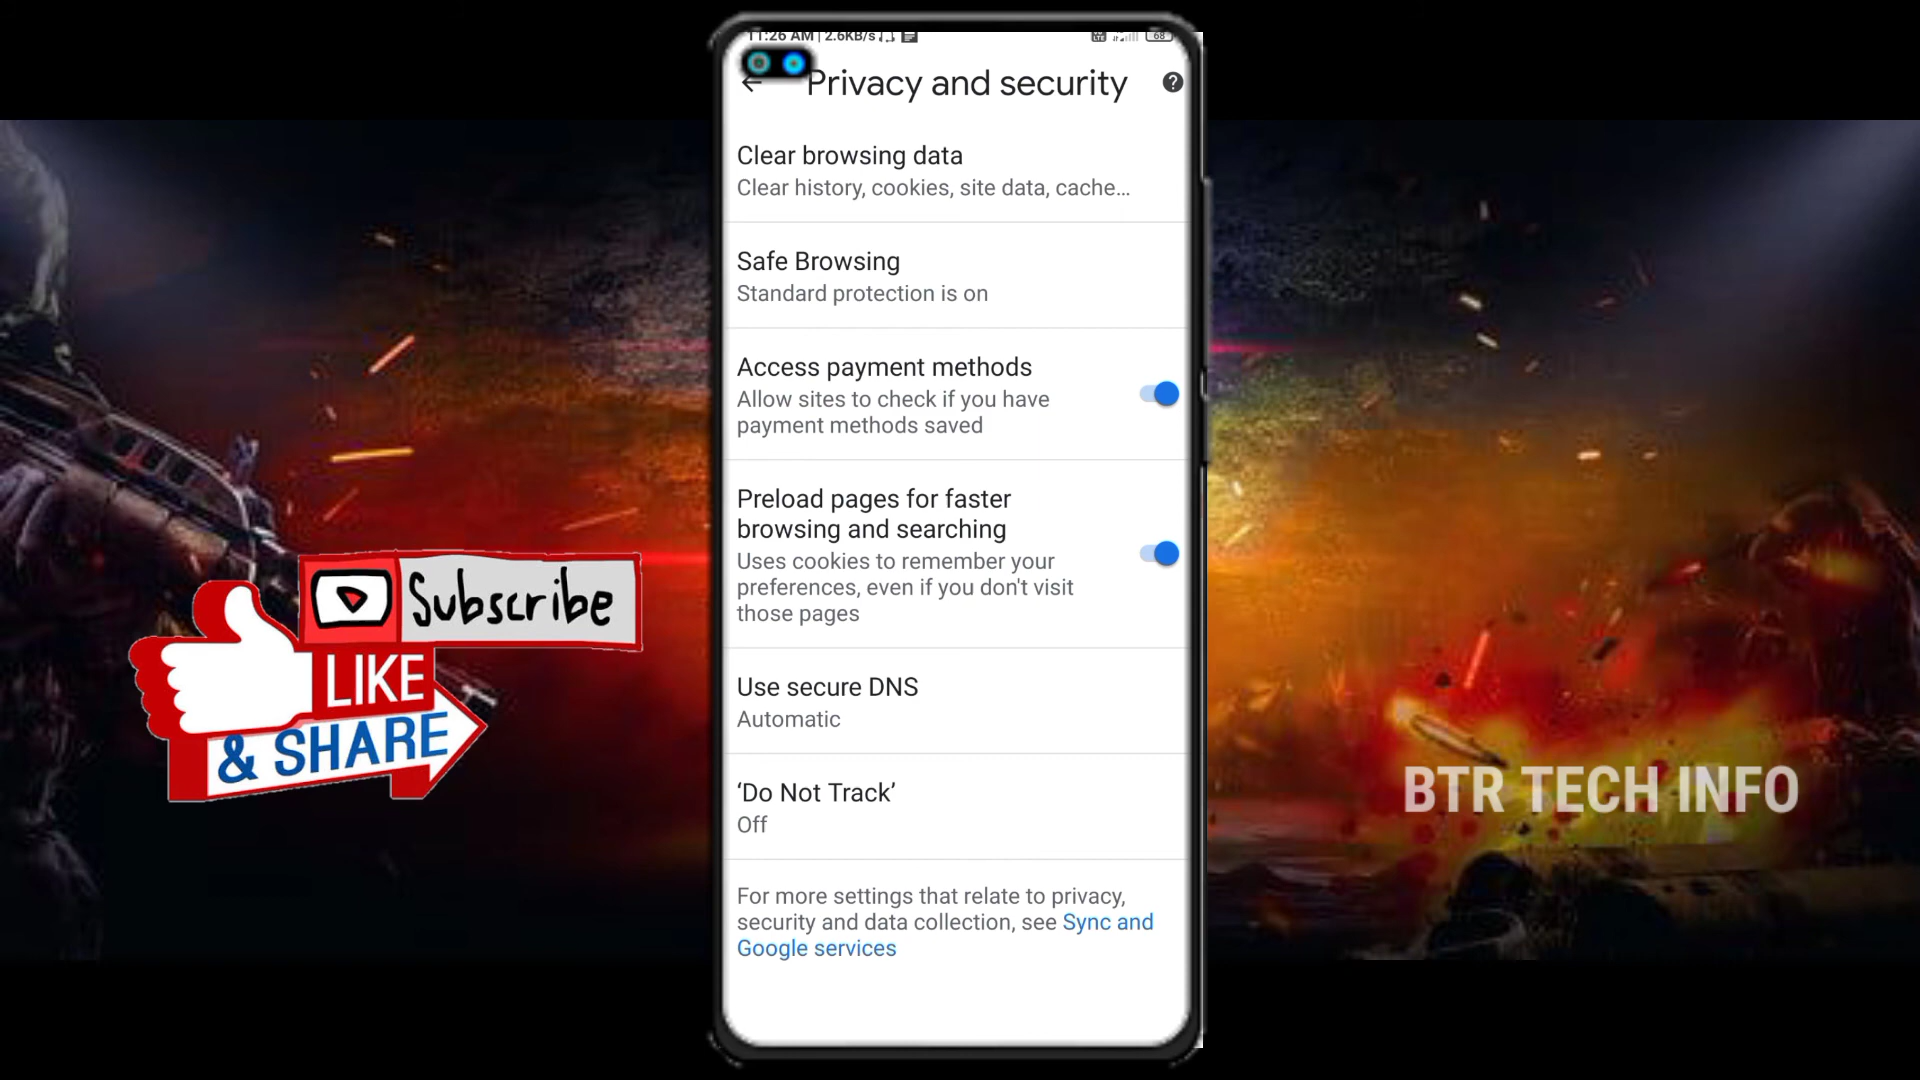 11:26 AM | 2.6KB/s
68
Privacy and security
Clear browsing data
Clear history, cookies, site data, cache…
Safe Browsing
Standard protection is on
Access payment methods
Allow sites to check if you have
payment methods saved
Preload pages for faster
browsing and searching
Uses cookies to remember your
preferences, even if you don't visit
those pages
Use secure DNS
Automatic
‘Do Not Track’
Off
For more settings that relate to privacy,
security and data collection, see Sync and
Google services
Subscribe
LIKE
& SHARE
BTR TECH INFO